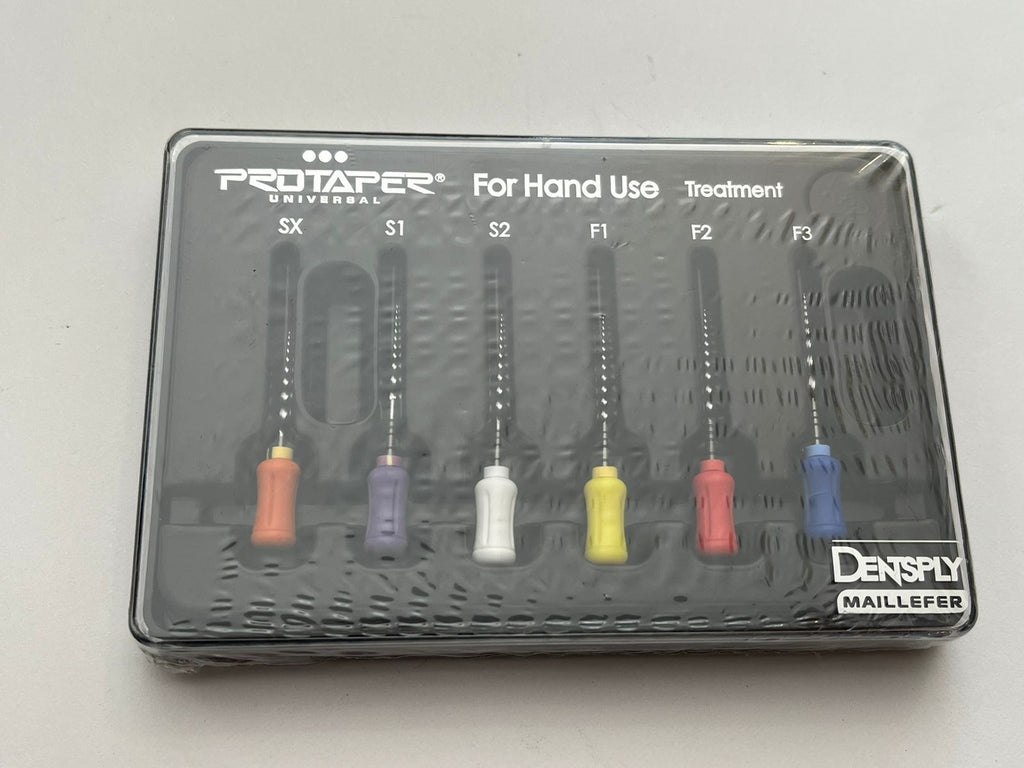 PROTAPER® For Hand Use Treatment
UNIVERSAL
SX S1 S2 F1 F2 F3
DENTSPLY
MAILLEFER